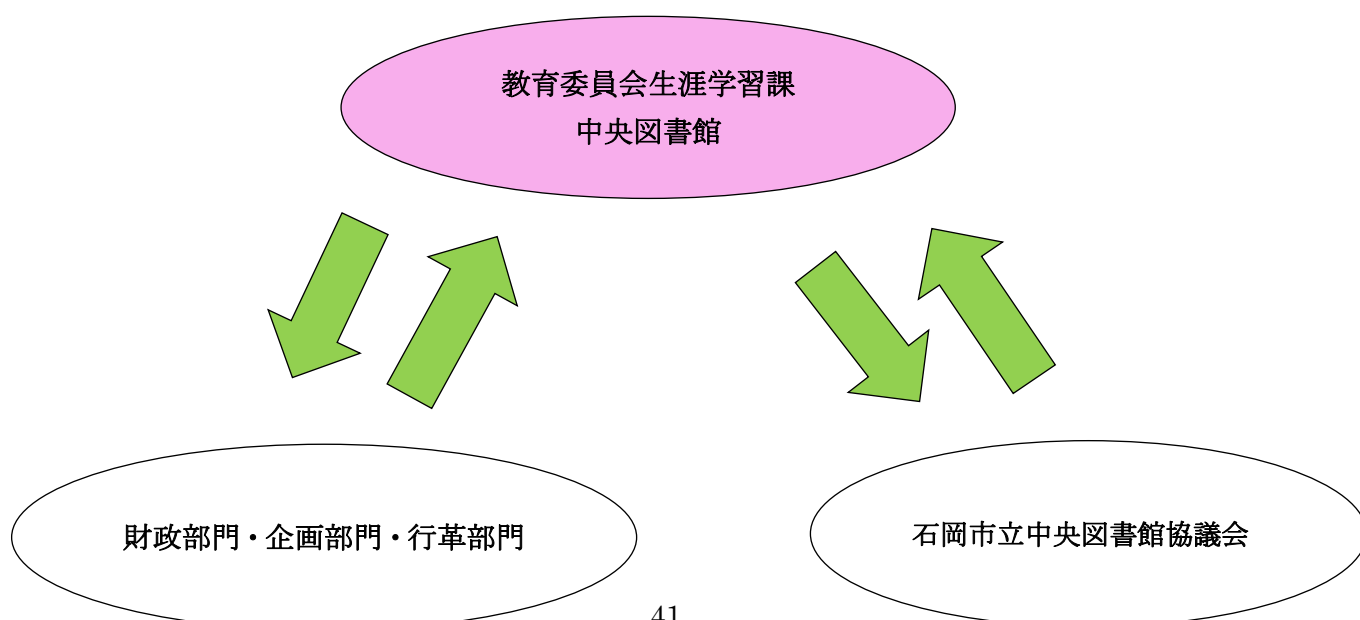 教育委員会生涯学習課
中央図書館
財政部門・企画部門・行革部門
石岡市立中央図書館協議会
41